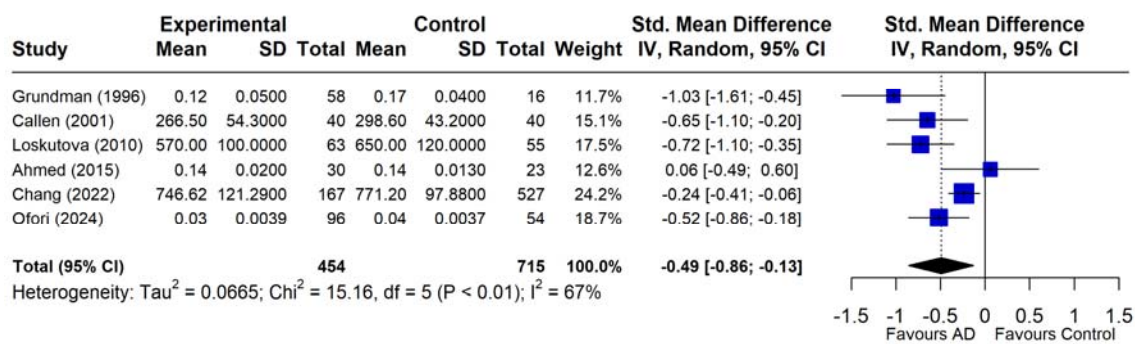 Experimental Control Std. Mean Difference Std. Mean Difference
Study Mean SD Total Mean SD Total Weight IV, Random, 95% CI IV, Random, 95% CI
Grundman (1996) 0.12 0.0500 58 0.17 0.0400 16 11.7% -1.03 [-1.61; -0.45]
Callen (2001) 266.50 54.3000 40 298.60 43.2000 40 15.1% -0.65 [-1.10; -0.20]
Loskutova (2010) 570.00 100.0000 63 650.00 120.0000 55 17.5% -0.72 [-1.10; -0.35]
Ahmed (2015) 0.14 0.0200 30 0.14 0.0130 23 12.6% 0.06 [-0.49; 0.60]
Chang (2022) 746.62 121.2900 167 771.20 97.8800 527 24.2% -0.24 [-0.41; -0.06]
Ofori (2024) 0.03 0.0039 96 0.04 0.0037 54 18.7% -0.52 [-0.86; -0.18]
Total (95% CI) 454 715 100.0% -0.49 [-0.86; -0.13]
Heterogeneity: Tau² = 0.0665; Chi² = 15.16, df = 5 (P < 0.01); I² = 67%
-1.5 -1 -0.5 0 0.5 1 1.5
Favours AD Favours Control